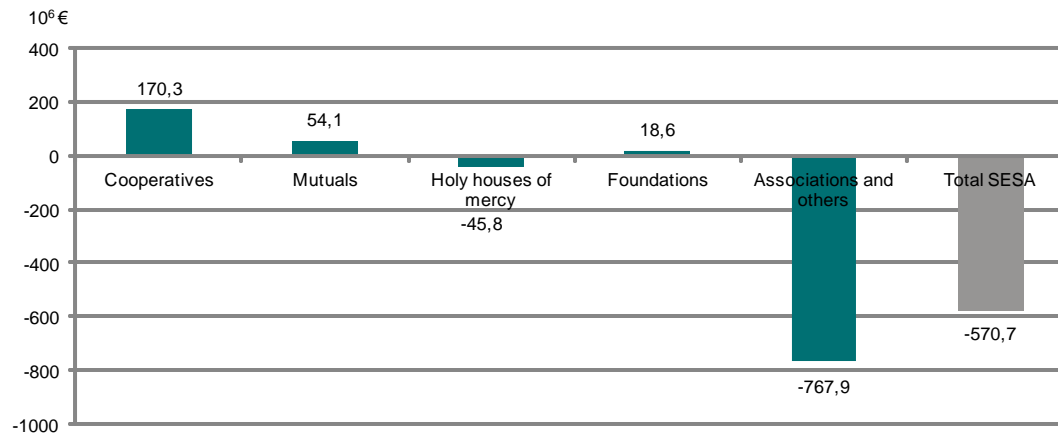 10⁶ €
400
200
0
-200
-400
-600
-800
-1000
170,3
54,1
18,6
Cooperatives
Mutuals
Holy houses of
mercy
Foundations
Associations and
others
Total SESA
-45,8
-570,7
-767,9